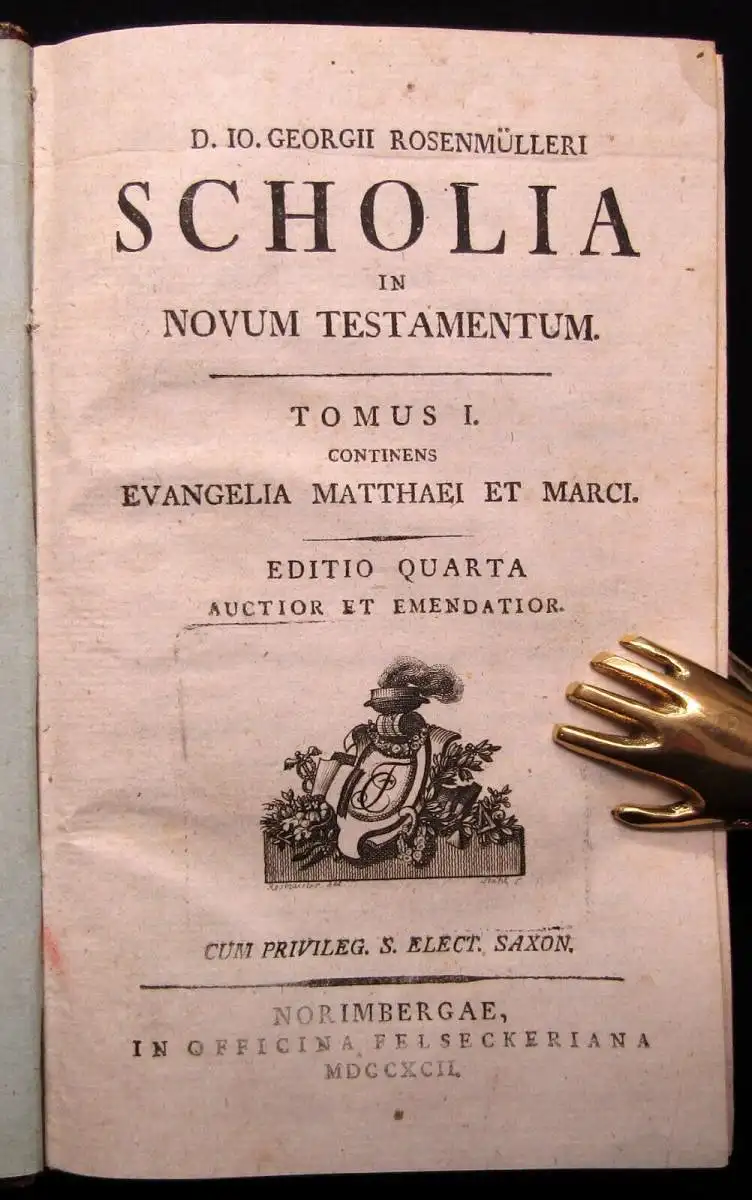 D. IO. GEORGII ROSENMÜLLERI
SCHOLIA
IN
NOVUM TESTAMENTUM.
TOMUS I.
CONTINENS
EVANGELIA MATTHAEI ET MARCI.
EDITIO QUARTA
AUCTIOR ET EMENDATIOR.
CUM PRIVILEG. S. ELECT. SAXON.
NORIMBERGAE,
IN OFFICINA FELSECKERIANA
MDCCXCII.